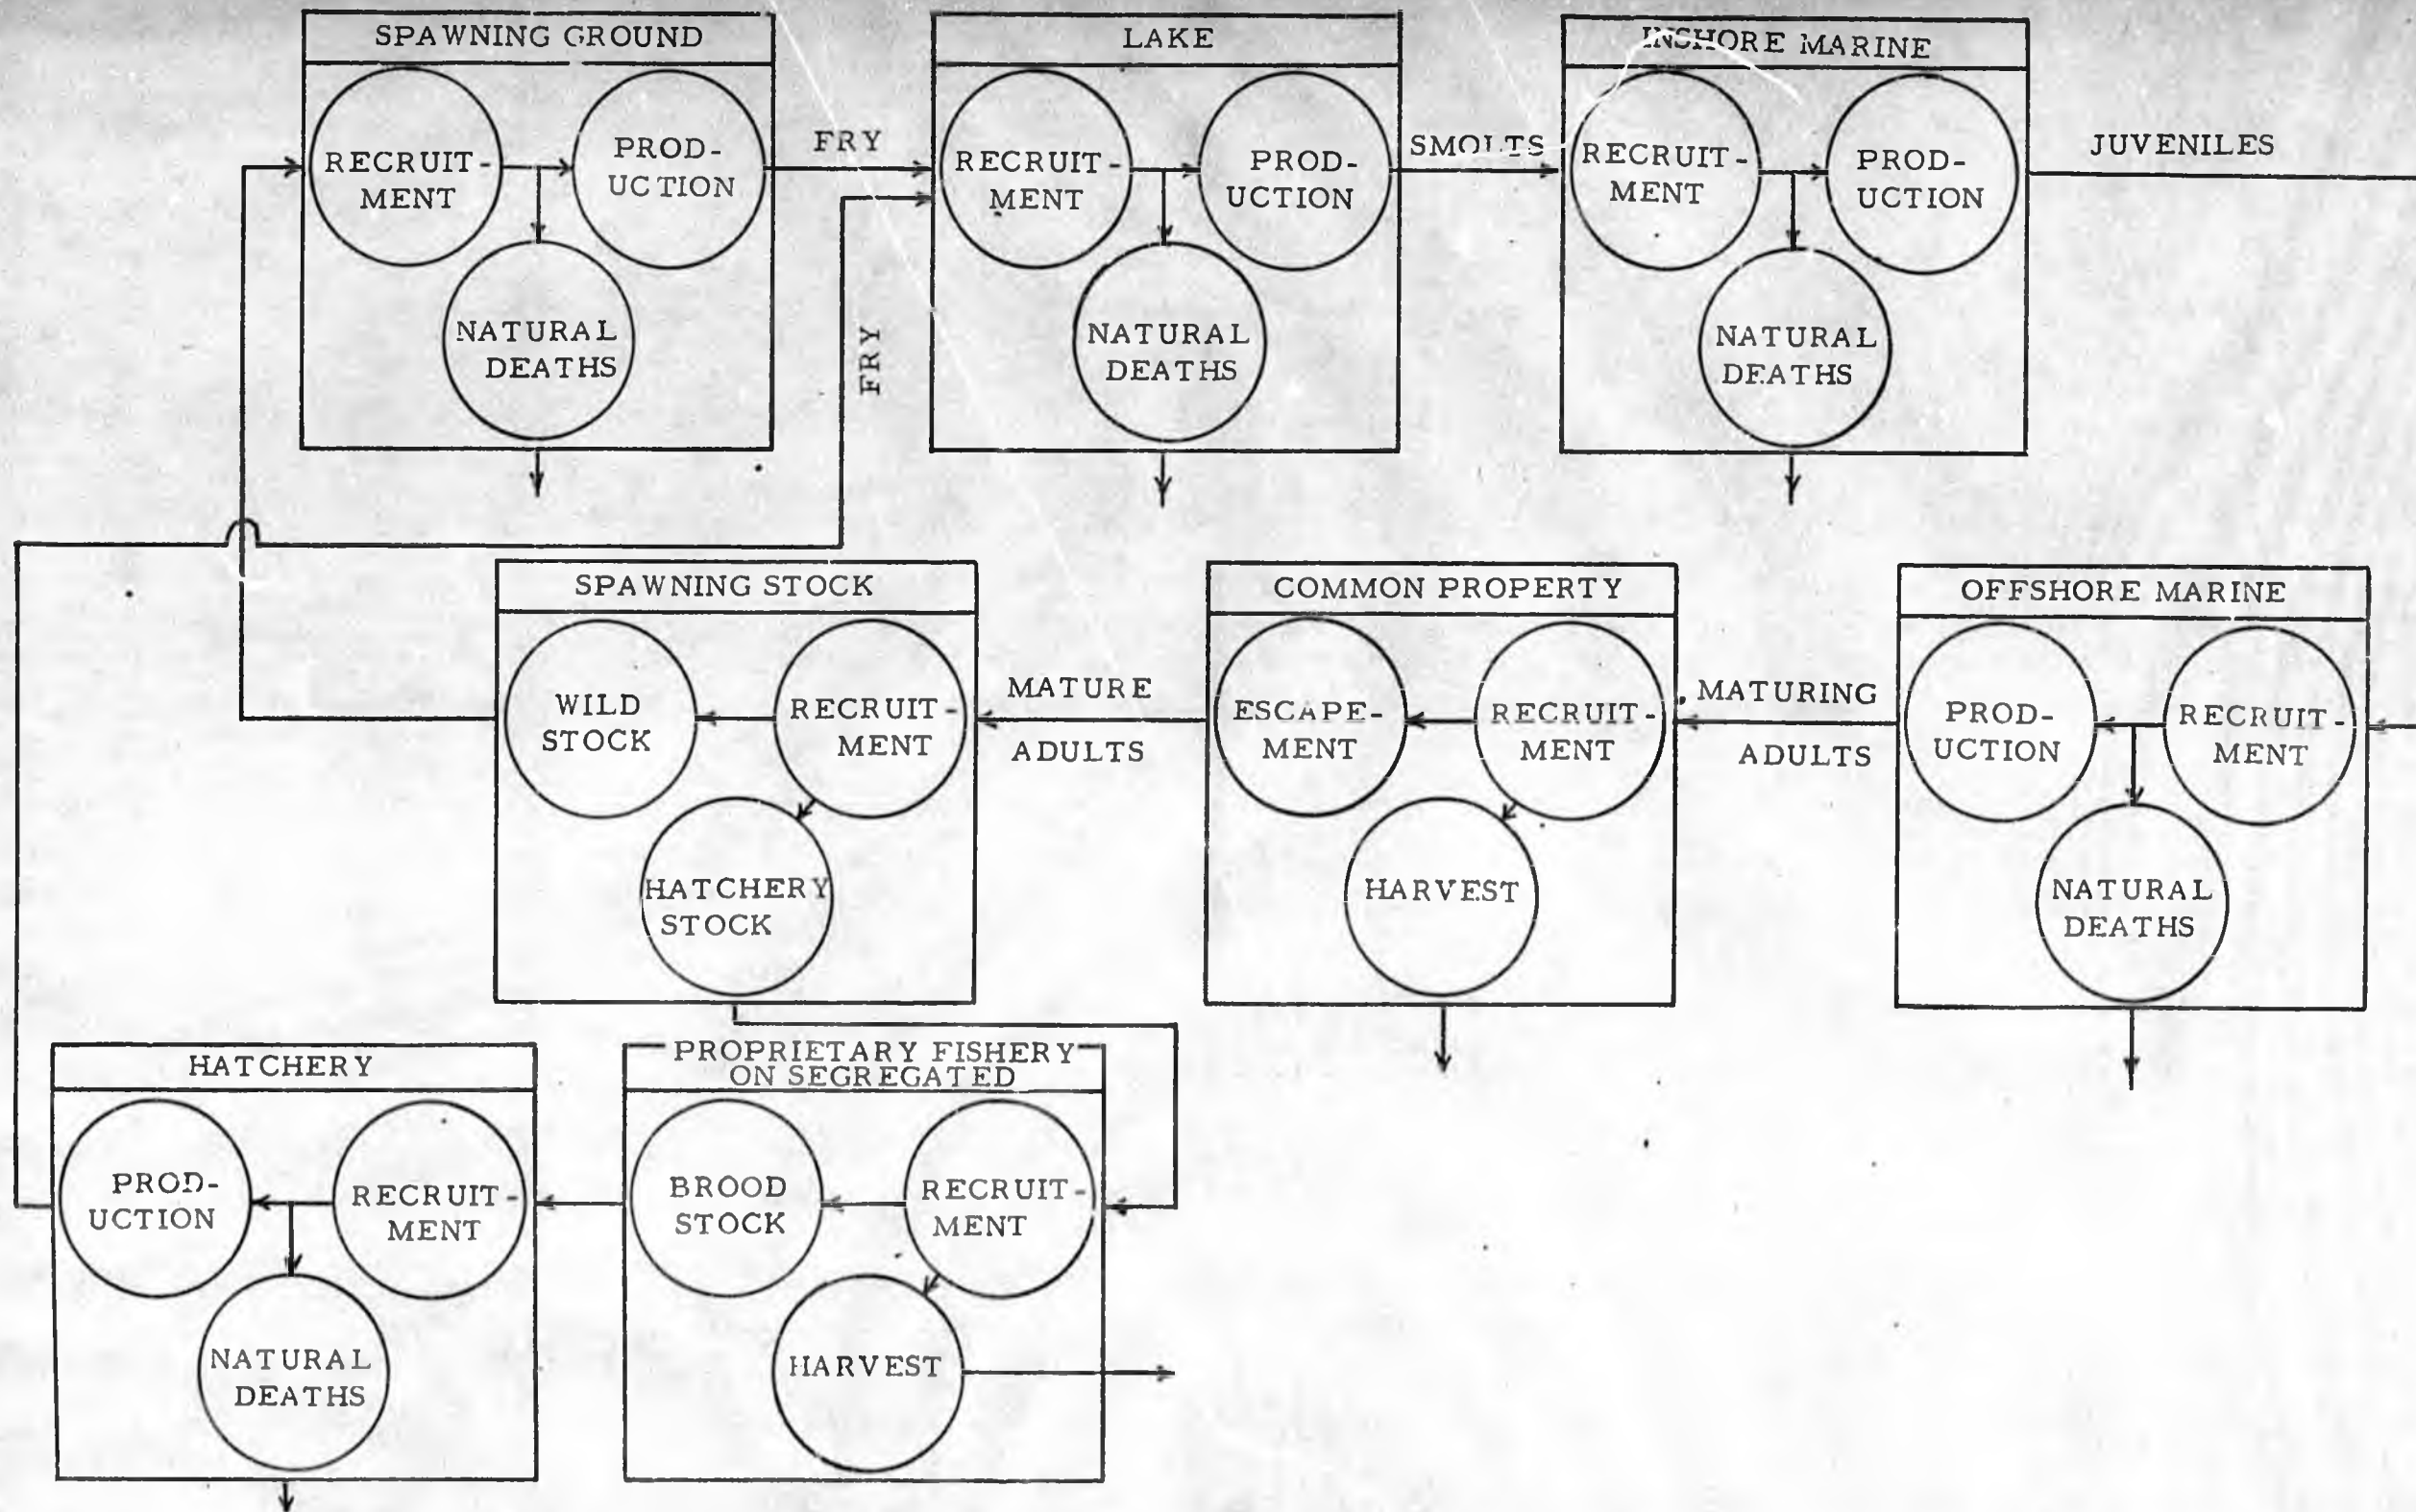 SPAWNING GROUND
RECRUIT-
MENT
PROD-
UCTION
NATURAL
DEATHS
FRY
FRY
LAKE
RECRUIT-
MENT
PROD-
UCTION
NATURAL
DEATHS
SMOLTS
INSHORE MARINE
RECRUIT-
MENT
PROD-
UCTION
NATURAL
DEATHS
JUVENILES
SPAWNING STOCK
WILD
STOCK
RECRUIT-
MENT
HATCHERY
STOCK
MATURE
ADULTS
COMMON PROPERTY
ESCAPE-
MENT
RECRUIT-
MENT
HARVEST
MATURING
ADULTS
OFFSHORE MARINE
PROD-
UCTION
RECRUIT-
MENT
NATURAL
DEATHS
HATCHERY
PROD-
UCTION
RECRUIT-
MENT
NATURAL
DEATHS
PROPRIETARY FISHERY
ON SEGREGATED
BROOD
STOCK
RECRUIT-
MENT
HARVEST